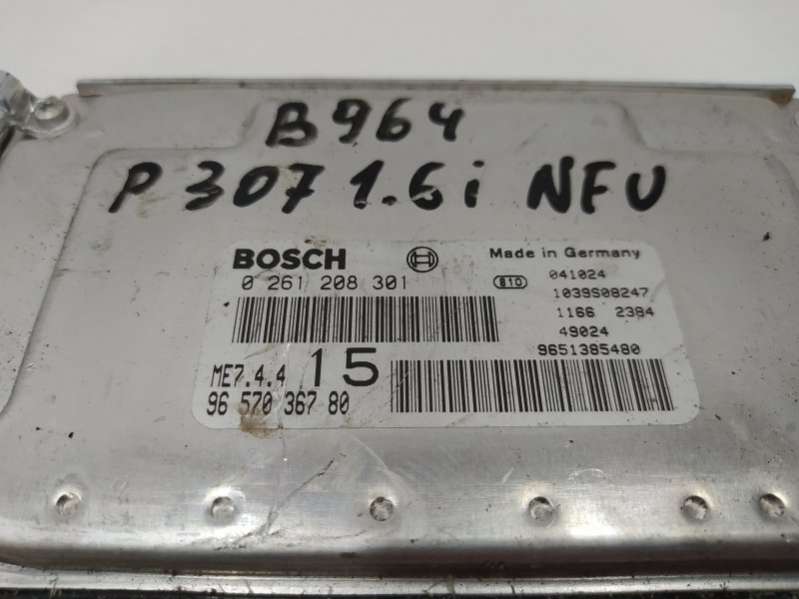 B964
P 307 1.6i NFU
BOSCH
Made in Germany
0 261 208 301
810
041024
1039S08247
1166 2384
49024
9651385480
ME7.4.4 15
96 570 367 80